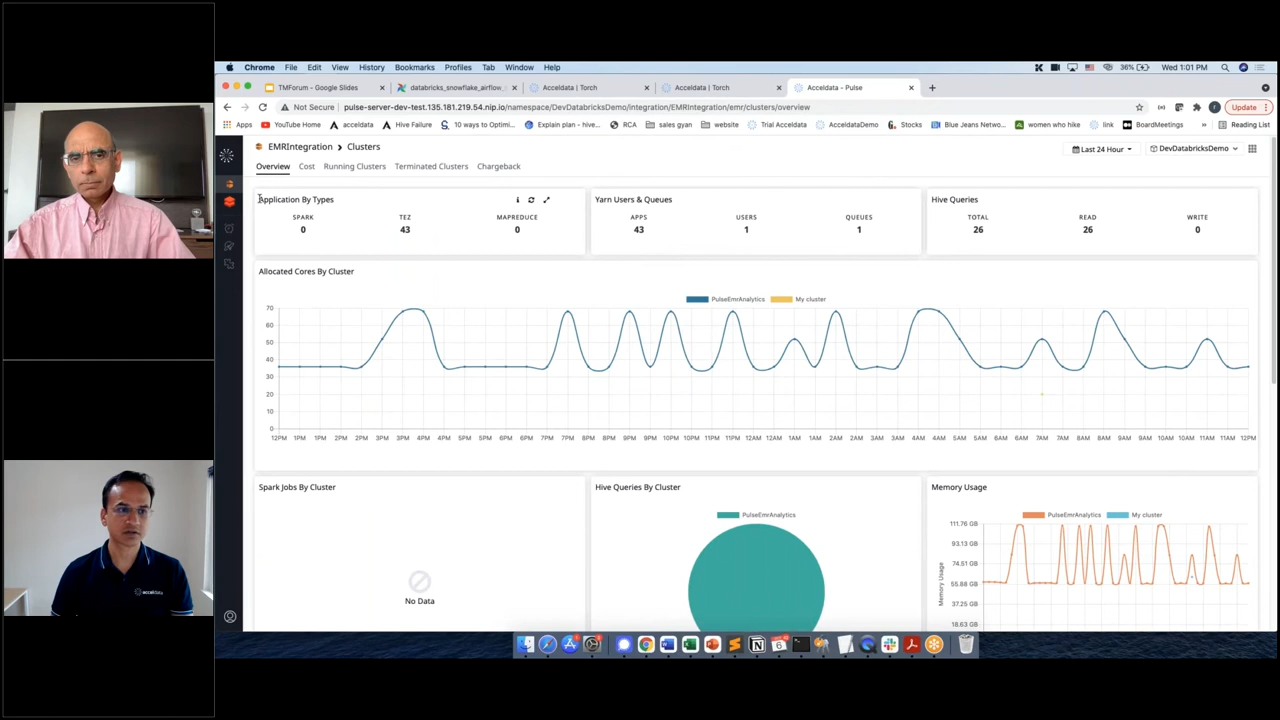 Chrome File Edit View History Bookmarks Profiles Tab Window Help 36% Wed 1:01 PM
TMForum - Google Slides databricks_snowflake_airflow_ Acceldata | Torch Acceldata | Torch Acceldata - Pulse
Not Secure pulse-server-dev-test.135.181.219.54.nip.io/namespace/DevDatabricksDemo/integration/EMRIntegration/emr/clusters/overview Update
Apps YouTube Home acceldata Hive Failure 10 ways to Optimi... Explain plan - hive... RCA sales gyan Trial Acceldata AcceldataDemo Stocks Blue Jeans Netwo... women who hike link BoardMeetings » Reading List
EMRIntegration > Clusters Last 24 Hour DevDatabricksDemo
Overview Cost Running Clusters Terminated Clusters Chargeback
Application By Types Yarn Users & Queues Hive Queries
SPARK TEZ MAPREDUCE APPS USERS QUEUES TOTAL READ WRITE
0 43 0 43 1 1 26 26 0
Allocated Cores By Cluster
PulseEmrAnalytics My cluster
70
60
50
40
30
20
10
0
12PM 1PM 1PM 2PM 2PM 3PM 3PM 4PM 4PM 5PM 5PM 6PM 6PM 7PM 7PM 8PM 8PM 9PM 9PM 10PM 10PM 11PM 11PM 12AM 12AM 1AM 1AM 2AM 2AM 3AM 3AM 4AM 4AM 5AM 5AM 6AM 6AM 7AM 7AM 8AM 8AM 9AM 9AM 10AM 10AM 11AM 11AM 12PM
Spark Jobs By Cluster Hive Queries By Cluster Memory Usage
PulseEmrAnalytics PulseEmrAnalytics My cluster
No Data
Memory Usage
111.76 GB
93.13 GB
74.51 GB
55.88 GB
37.25 GB
18.63 GB
acceldata